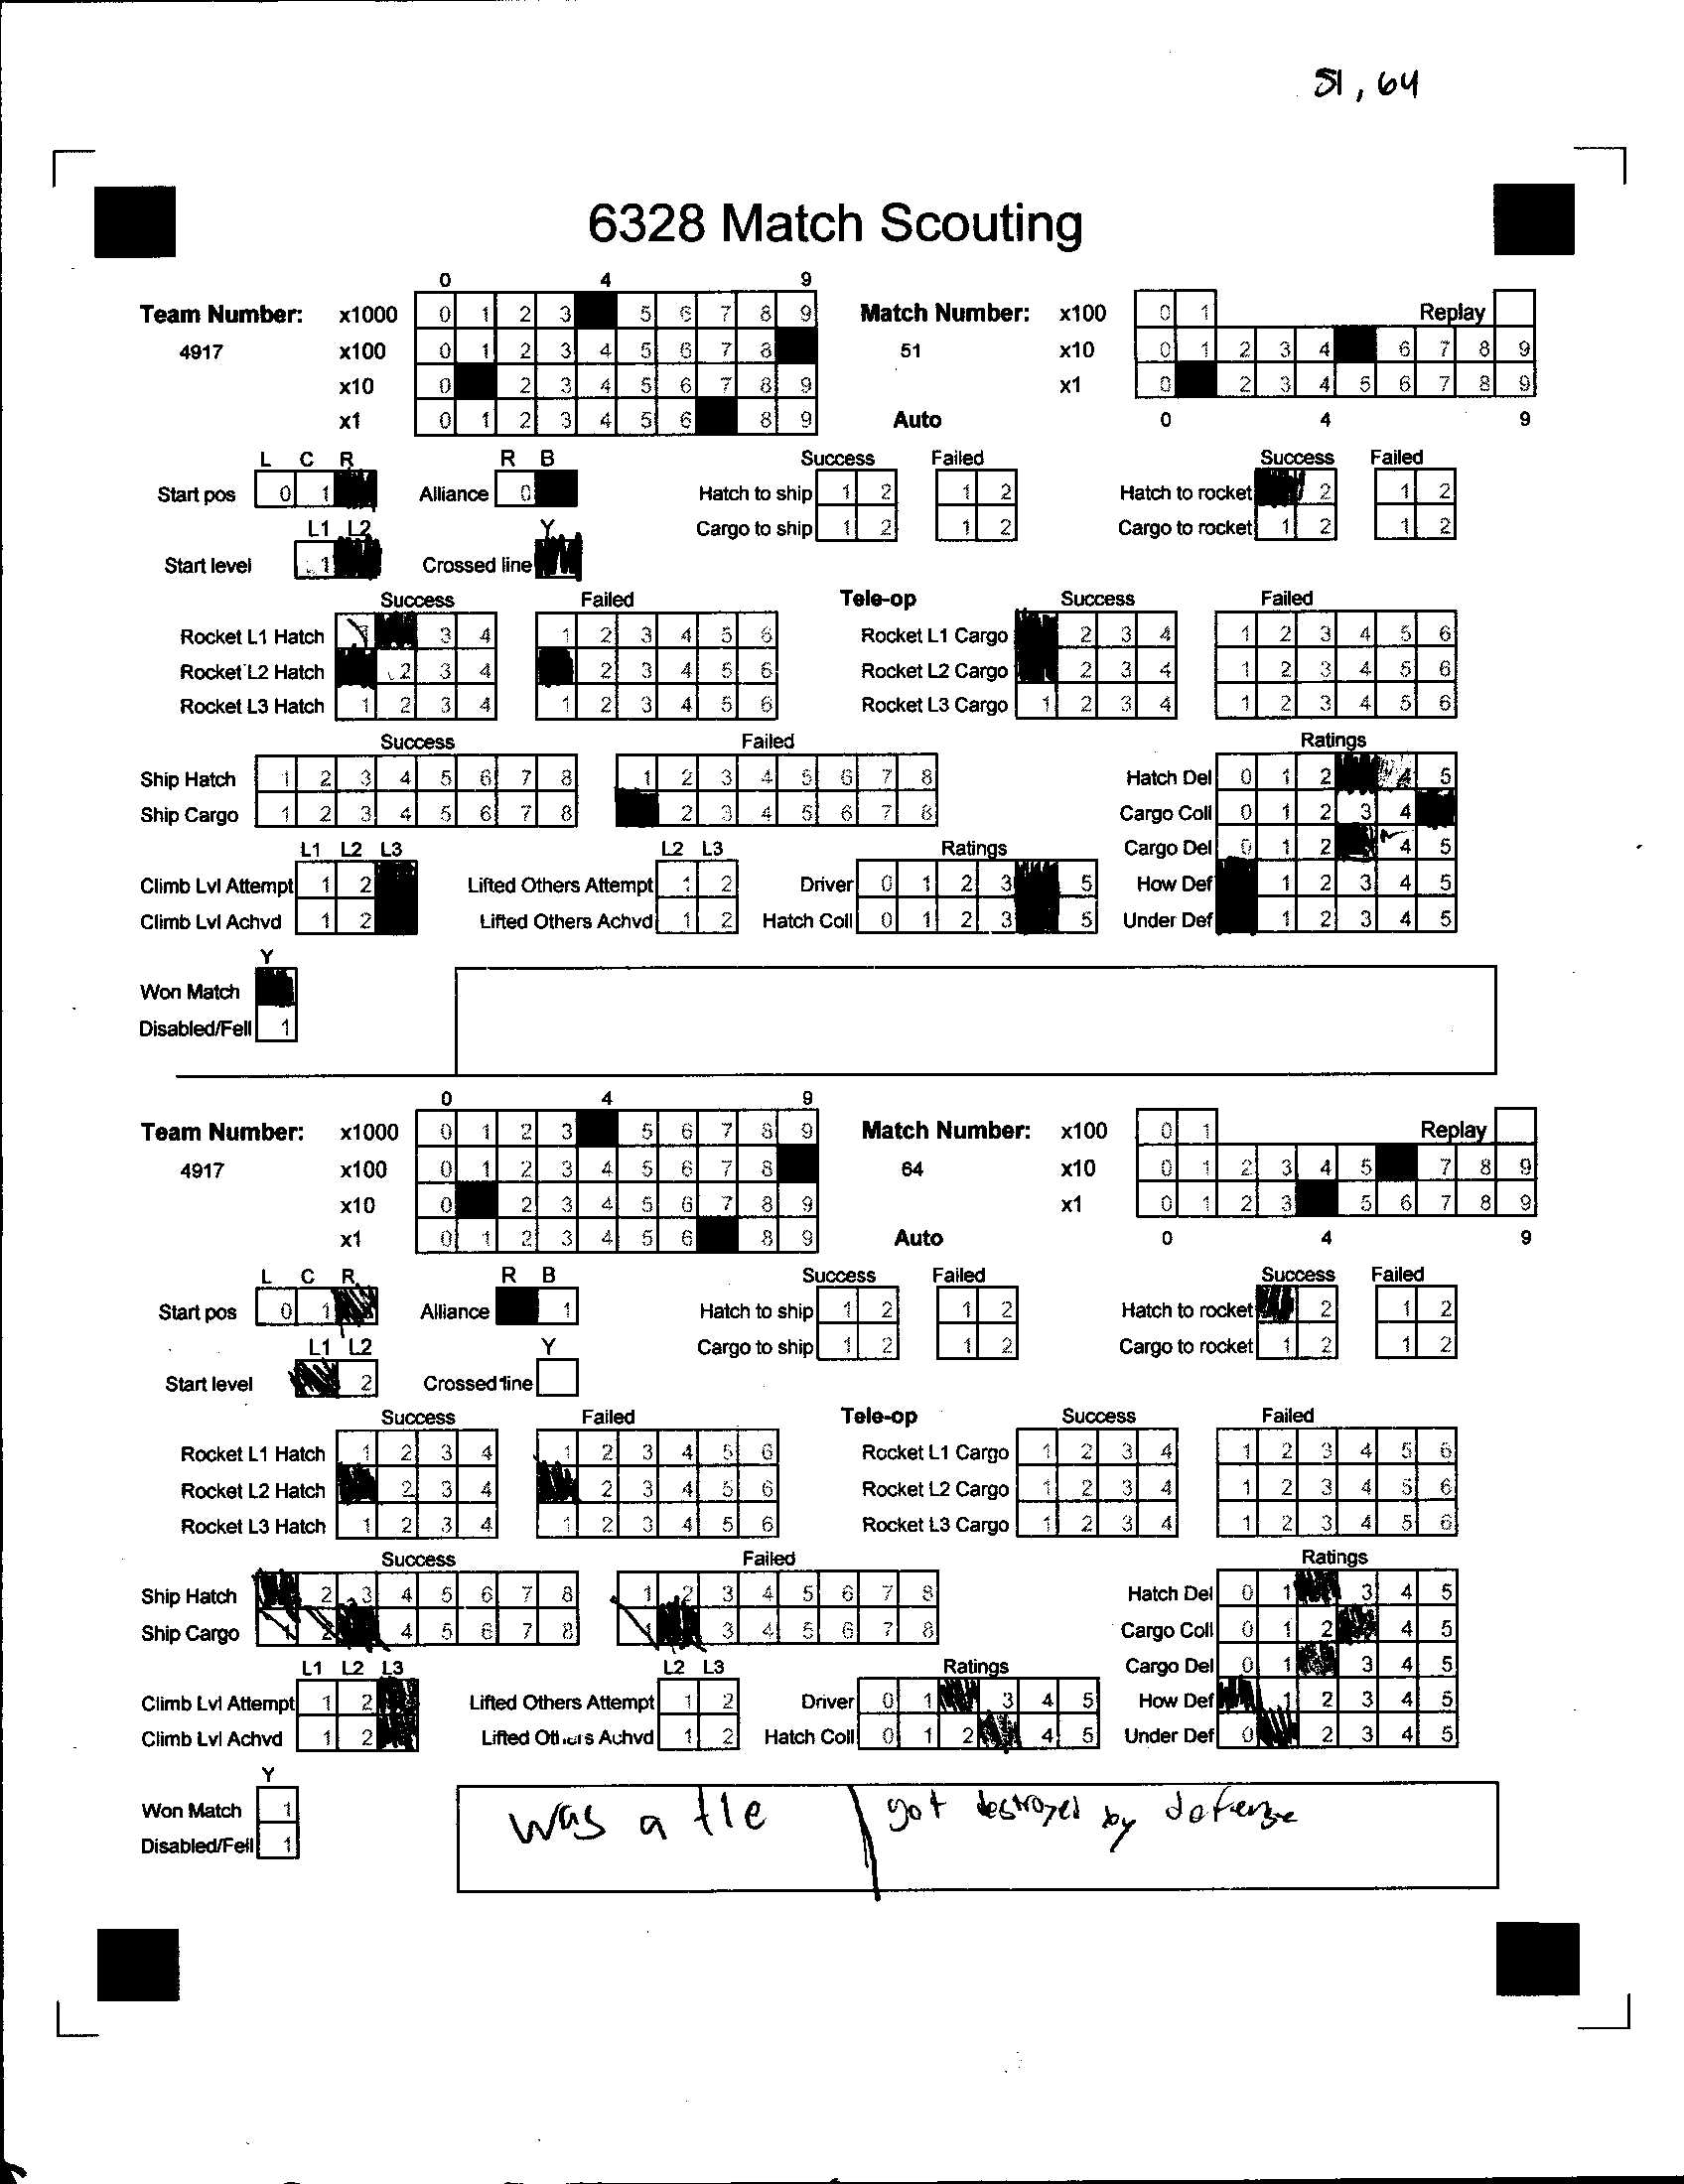 51, 64
6328 Match Scouting
0 4 9
Team Number: x1000 0 1 2 3 5 6 7 8 9 Match Number: x100 0 1 Replay
4917 x100 0 1 2 3 4 5 6 7 8 51 x10 0 1 2 3 4 6 7 8 9
x10 0 2 3 4 5 6 7 8 9 x1 0 2 3 4 5 6 7 8 9
x1 0 1 2 3 4 5 6 8 9 Auto 0 4 9
L C R R B Success Failed Success Failed
Start pos 0 1 Alliance 0 Hatch to ship 1 2 1 2 Hatch to rocket 2 1 2
L1 L2 Y Cargo to ship 1 2 1 2 Cargo to rocket 1 2 1 2
Start level 1 Crossed line
Success Failed Tele-op Success Failed
Rocket L1 Hatch 3 4 1 2 3 4 5 6 Rocket L1 Cargo 2 3 4 1 2 3 4 5 6
Rocket L2 Hatch 2 3 4 2 3 4 5 6 Rocket L2 Cargo 2 3 4 1 2 3 4 5 6
Rocket L3 Hatch 1 2 3 4 1 2 3 4 5 6 Rocket L3 Cargo 1 2 3 4 1 2 3 4 5 6
Success Failed Ratings
Ship Hatch 1 2 3 4 5 6 7 8 1 2 3 4 5 6 7 8 Hatch Del 0 1 2 4 5
Ship Cargo 1 2 3 4 5 6 7 8 2 3 4 5 6 7 8 Cargo Coll 0 1 2 3 4
L1 L2 L3 L2 L3 Ratings Cargo Del 0 1 2 4 5
Climb Lvl Attempt 1 2 Lifted Others Attempt 1 2 Driver 0 1 2 3 5 How Def 1 2 3 4 5
Climb Lvl Achvd 1 2 Lifted Others Achvd 1 2 Hatch Coll 0 1 2 3 5 Under Def 1 2 3 4 5
Y
Won Match
Disabled/Fell 1
0 4 9
Team Number: x1000 0 1 2 3 5 6 7 8 9 Match Number: x100 0 1 Replay
4917 x100 0 1 2 3 4 5 6 7 8 64 x10 0 1 2 3 4 5 7 8 9
x10 0 2 3 4 5 6 7 8 9 x1 0 1 2 3 5 6 7 8 9
x1 0 1 2 3 4 5 6 8 9 Auto 0 4 9
L C R R B Success Failed Success Failed
Start pos 0 1 Alliance 1 Hatch to ship 1 2 1 2 Hatch to rocket 2 1 2
L1 L2 Y Cargo to ship 1 2 1 2 Cargo to rocket 1 2 1 2
Start level 2 Crossed line
Success Failed Tele-op Success Failed
Rocket L1 Hatch 1 2 3 4 1 2 3 4 5 6 Rocket L1 Cargo 1 2 3 4 1 2 3 4 5 6
Rocket L2 Hatch 2 3 4 2 3 4 5 6 Rocket L2 Cargo 1 2 3 4 1 2 3 4 5 6
Rocket L3 Hatch 1 2 3 4 1 2 3 4 5 6 Rocket L3 Cargo 1 2 3 4 1 2 3 4 5 6
Success Failed Ratings
Ship Hatch 2 3 4 5 6 7 8 1 2 3 4 5 6 7 8 Hatch Del 0 1 3 4 5
Ship Cargo 1 2 4 5 6 7 8 1 3 4 5 6 7 8 Cargo Coll 0 1 2 4 5
L1 L2 L3 L2 L3 Ratings Cargo Del 0 1 3 4 5
Climb Lvl Attempt 1 2 Lifted Others Attempt 1 2 Driver 0 1 3 4 5 How Def 1 2 3 4 5
Climb Lvl Achvd 1 2 Lifted Others Achvd 1 2 Hatch Coll 0 1 2 4 5 Under Def 0 2 3 4 5
Y
Won Match 1
Disabled/Fell 1
was a tie got destroyed by defense